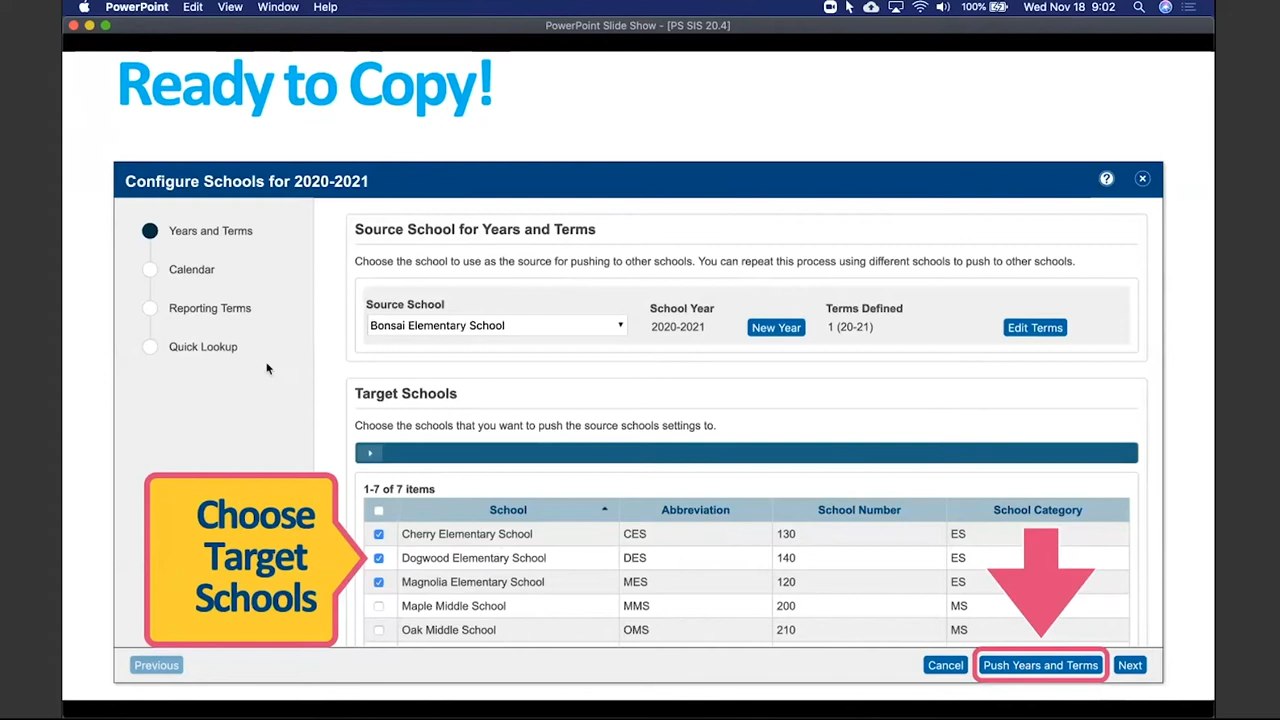 PowerPoint Edit View Window Help 100% Wed Nov 18 9:02
PowerPoint Slide Show - [PS SIS 20.4]
Ready to Copy!
Configure Schools for 2020-2021 ?
Years and Terms
Calendar
Reporting Terms
Quick Lookup
Source School for Years and Terms
Choose the school to use as the source for pushing to other schools. You can repeat this process using different schools to push to other schools.
Source School School Year Terms Defined
Bonsai Elementary School 2020-2021 New Year 1 (20-21) Edit Terms
Target Schools
Choose the schools that you want to push the source schools settings to.
1-7 of 7 items
School Abbreviation School Number School Category
Cherry Elementary School CES 130 ES
Dogwood Elementary School DES 140 ES
Magnolia Elementary School MES 120 ES
Maple Middle School MMS 200 MS
Oak Middle School OMS 210 MS
Choose
Target
Schools
Previous Cancel Push Years and Terms Next